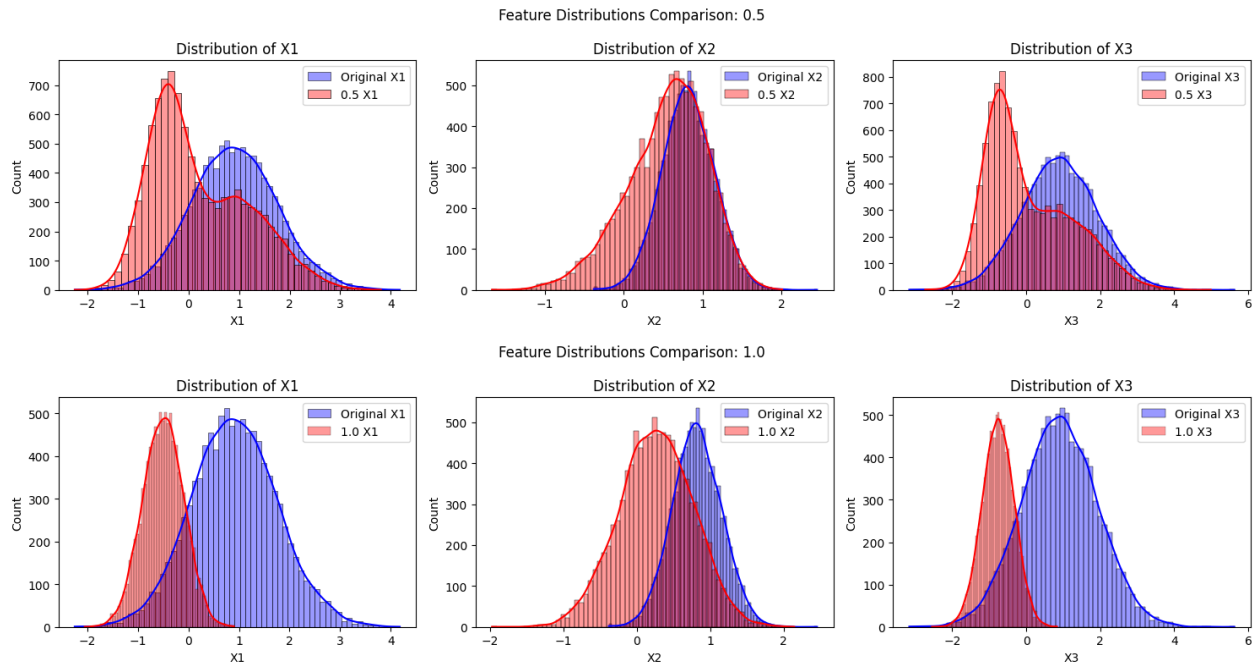 Feature Distributions Comparison: 0.5
Distribution of X1
Distribution of X2
Distribution of X3
Original X1
0.5 X1
Original X2
0.5 X2
Original X3
0.5 X3
Count
0
100
200
300
400
500
600
700
−2
−1
0
1
2
3
4
X1
Count
0
100
200
300
400
500
−1
0
1
2
X2
Count
0
100
200
300
400
500
600
700
800
−2
0
2
4
6
X3
Feature Distributions Comparison: 1.0
Distribution of X1
Distribution of X2
Distribution of X3
Original X1
1.0 X1
Original X2
1.0 X2
Original X3
1.0 X3
Count
0
100
200
300
400
500
−2
−1
0
1
2
3
4
X1
Count
0
100
200
300
400
500
−2
−1
0
1
2
X2
Count
0
100
200
300
400
500
−2
0
2
4
6
X3